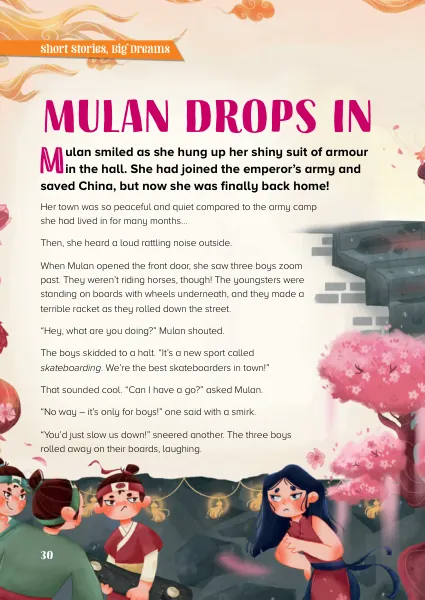 Short Stories, Big Dreams
MULAN DROPS IN
Mulan smiled as she hung up her shiny suit of armour
in the hall. She had joined the emperor's army and
saved China, but now she was finally back home!
Her town was so peaceful and quiet compared to the army camp
she had lived in for many months...
Then, she heard a loud rattling noise outside.
When Mulan opened the front door, she saw three boys zoom
past. They weren't riding horses, though! The youngsters were
standing on boards with wheels underneath, and they made a
terrible racket as they rolled down the street.
“Hey, what are you doing?” Mulan shouted.
The boys skidded to a halt. “It's a new sport called
skateboarding. We're the best skateboarders in town!”
That sounded cool. “Can I have a go?” asked Mulan.
“No way – it's only for boys!” one said with a smirk.
“You'd just slow us down!” sneered another. The three boys
rolled away on their boards, laughing.
30